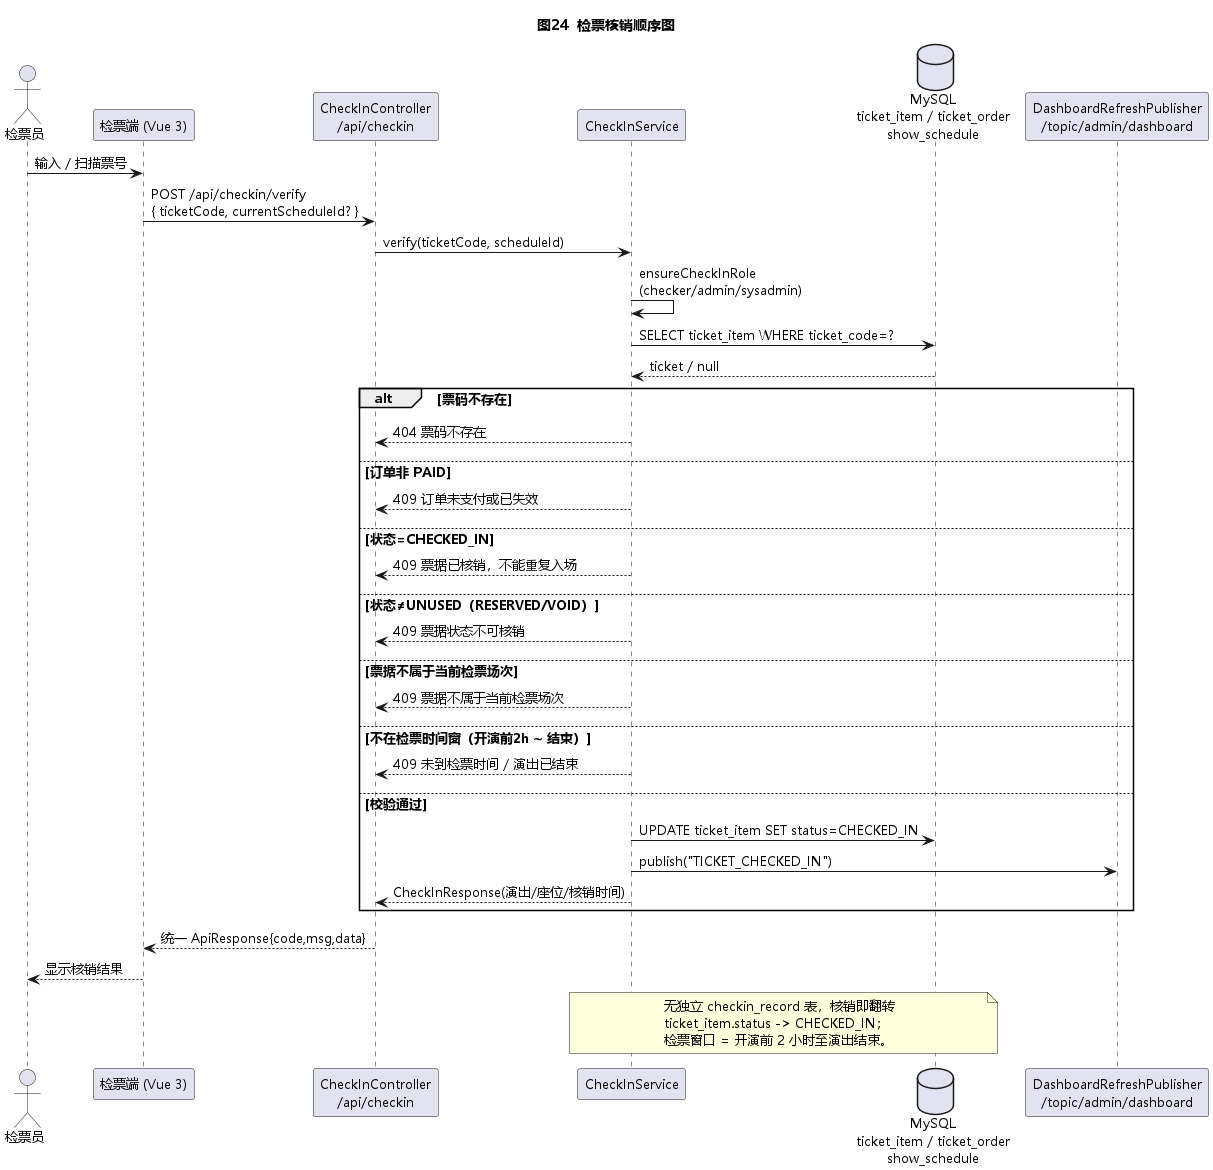 图24 检票核销顺序图
检票员
检票端 (Vue 3)
CheckInController
/api/checkin
CheckInService
MySQL
ticket_item / ticket_order
show_schedule
DashboardRefreshPublisher
/topic/admin/dashboard
输入 / 扫描票号
POST /api/checkin/verify
{ ticketCode, currentScheduleId? }
verify(ticketCode, scheduleId)
ensureCheckInRole
(checker/admin/sysadmin)
SELECT ticket_item WHERE ticket_code=?
ticket / null
alt [票码不存在]
404 票码不存在
[订单非 PAID]
409 订单未支付或已失效
[状态=CHECKED_IN]
409 票据已核销，不能重复入场
[状态≠UNUSED（RESERVED/VOID）]
409 票据状态不可核销
[票据不属于当前检票场次]
409 票据不属于当前检票场次
[不在检票时间窗（开演前2h ~ 结束）]
409 未到检票时间 / 演出已结束
[校验通过]
UPDATE ticket_item SET status=CHECKED_IN
publish("TICKET_CHECKED_IN")
CheckInResponse(演出/座位/核销时间)
统一 ApiResponse{code,msg,data}
显示核销结果
无独立 checkin_record 表，核销即翻转
ticket_item.status -> CHECKED_IN；
检票窗口 = 开演前 2 小时至演出结束。
检票员
检票端 (Vue 3)
CheckInController
/api/checkin
CheckInService
MySQL
ticket_item / ticket_order
show_schedule
DashboardRefreshPublisher
/topic/admin/dashboard